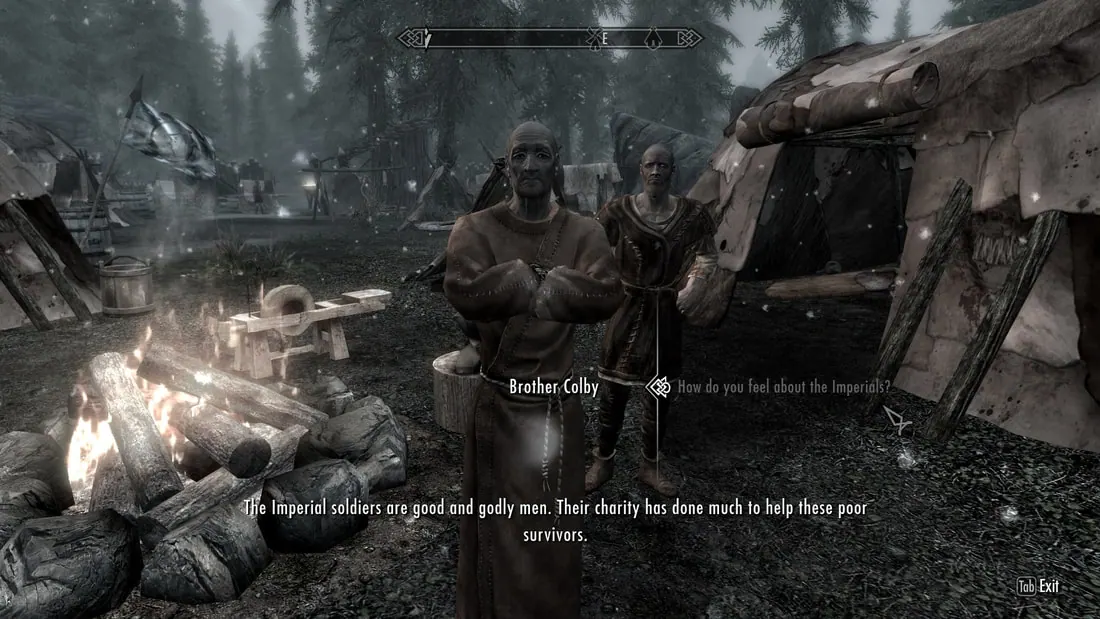 E
Brother Colby
How do you feel about the Imperials?
The Imperial soldiers are good and godly men. Their charity has done much to help these poor
survivors.
Tab Exit